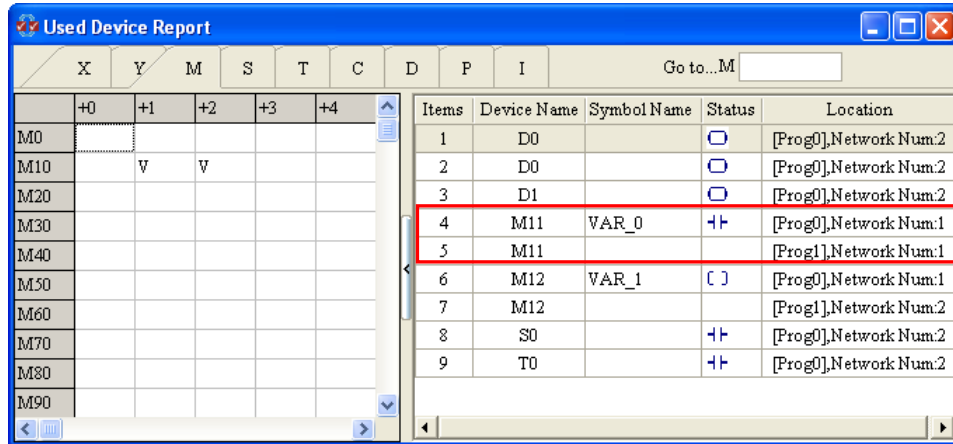 Used Device Report
X Y M S T C D P I Go to...M
+0 +1 +2 +3 +4
M0
M10 V V
M20
M30
M40
M50
M60
M70
M80
M90
Items Device Name Symbol Name Status Location
1 D0 [Prog0],Network Num:2
2 D0 [Prog0],Network Num:2
3 D1 [Prog0],Network Num:2
4 M11 VAR_0 [Prog0],Network Num:1
5 M11 [Prog1],Network Num:1
6 M12 VAR_1 [Prog0],Network Num:1
7 M12 [Prog1],Network Num:2
8 S0 [Prog0],Network Num:2
9 T0 [Prog0],Network Num:2